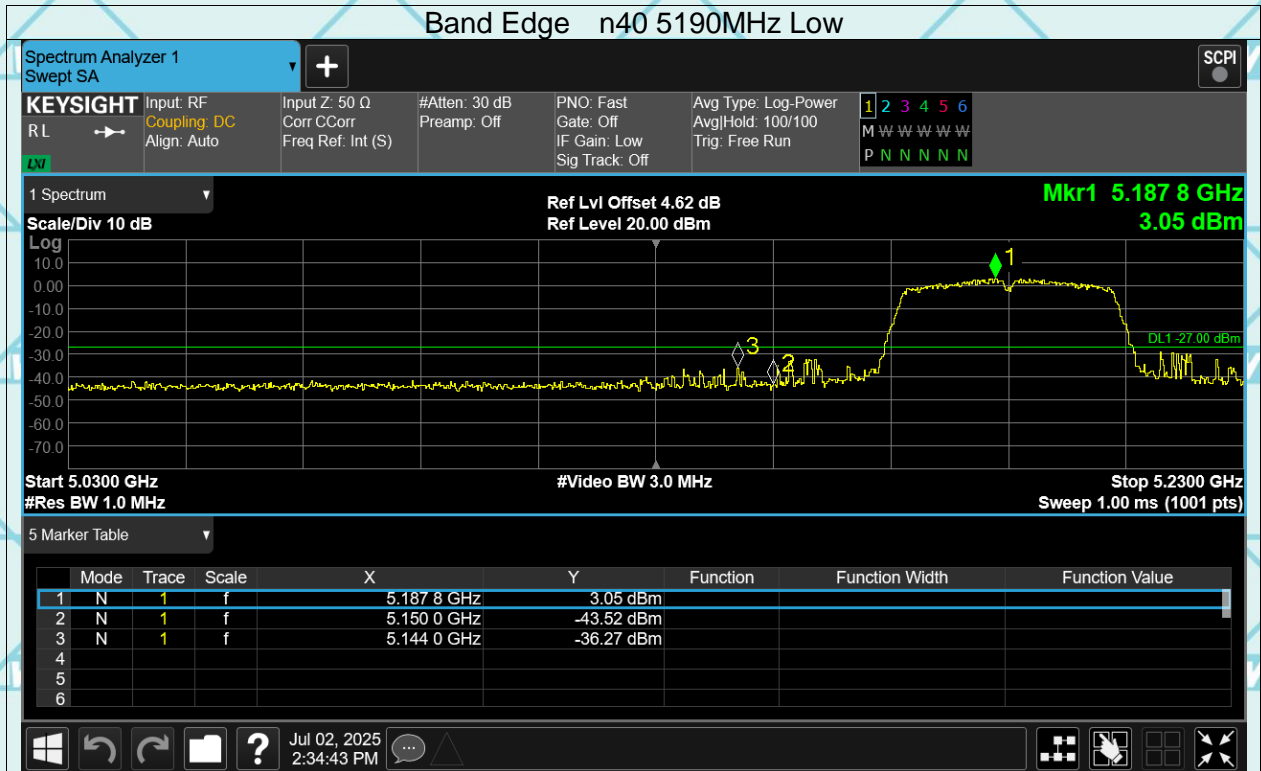 Band Edge n40 5190MHz Low
Spectrum Analyzer 1
Swept SA
+
SCPI
KEYSIGHT
R L
LXI
Input: RF
Coupling: DC
Align: Auto
Input Z: 50 Ω
Corr CCorr
Freq Ref: Int (S)
#Atten: 30 dB
Preamp: Off
PNO: Fast
Gate: Off
IF Gain: Low
Sig Track: Off
Avg Type: Log-Power
Avg|Hold: 100/100
Trig: Free Run
1 2 3 4 5 6
M W W W W W
P N N N N N
1 Spectrum
Ref Lvl Offset 4.62 dB
Mkr1 5.187 8 GHz
Scale/Div 10 dB
Ref Level 20.00 dBm
3.05 dBm
Log
10.0
0.00
-10.0
-20.0
-30.0
-40.0
-50.0
-60.0
-70.0
1
3
2
DL1 -27.00 dBm
Start 5.0300 GHz
#Video BW 3.0 MHz
Stop 5.2300 GHz
#Res BW 1.0 MHz
Sweep 1.00 ms (1001 pts)
5 Marker Table
Mode Trace Scale X Y Function Function Width Function Value
1 N 1 f 5.187 8 GHz 3.05 dBm
2 N 1 f 5.150 0 GHz -43.52 dBm
3 N 1 f 5.144 0 GHz -36.27 dBm
4
5
6
?
Jul 02, 2025
2:34:43 PM